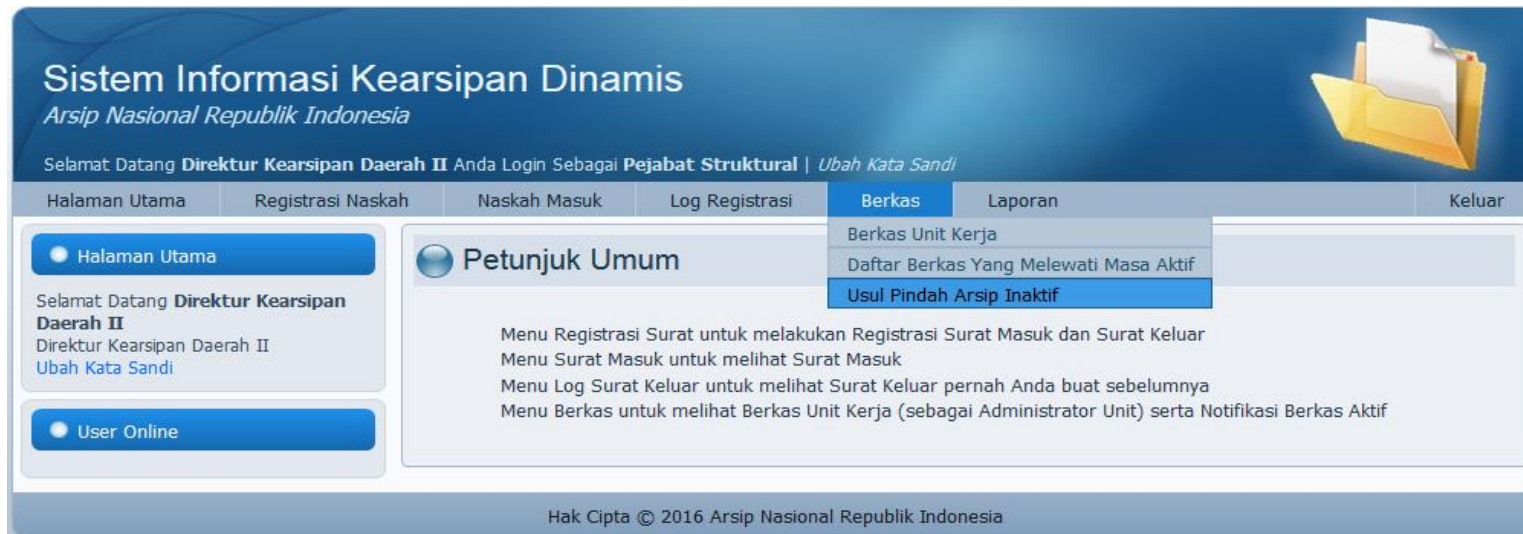 Sistem Informasi Kearsipan Dinamis
Arsip Nasional Republik Indonesia
Selamat Datang Direktur Kearsipan Daerah II Anda Login Sebagai Pejabat Struktural | Ubah Kata Sandi
Halaman Utama Registrasi Naskah Naskah Masuk Log Registrasi Berkas Laporan Keluar
Berkas Unit Kerja
Daftar Berkas Yang Melewati Masa Aktif
Usul Pindah Arsip Inaktif
Halaman Utama
Selamat Datang Direktur Kearsipan
Daerah II
Direktur Kearsipan Daerah II
Ubah Kata Sandi
User Online
Petunjuk Umum
Menu Registrasi Surat untuk melakukan Registrasi Surat Masuk dan Surat Keluar
Menu Surat Masuk untuk melihat Surat Masuk
Menu Log Surat Keluar untuk melihat Surat Keluar pernah Anda buat sebelumnya
Menu Berkas untuk melihat Berkas Unit Kerja (sebagai Administrator Unit) serta Notifikasi Berkas Aktif
Hak Cipta © 2016 Arsip Nasional Republik Indonesia